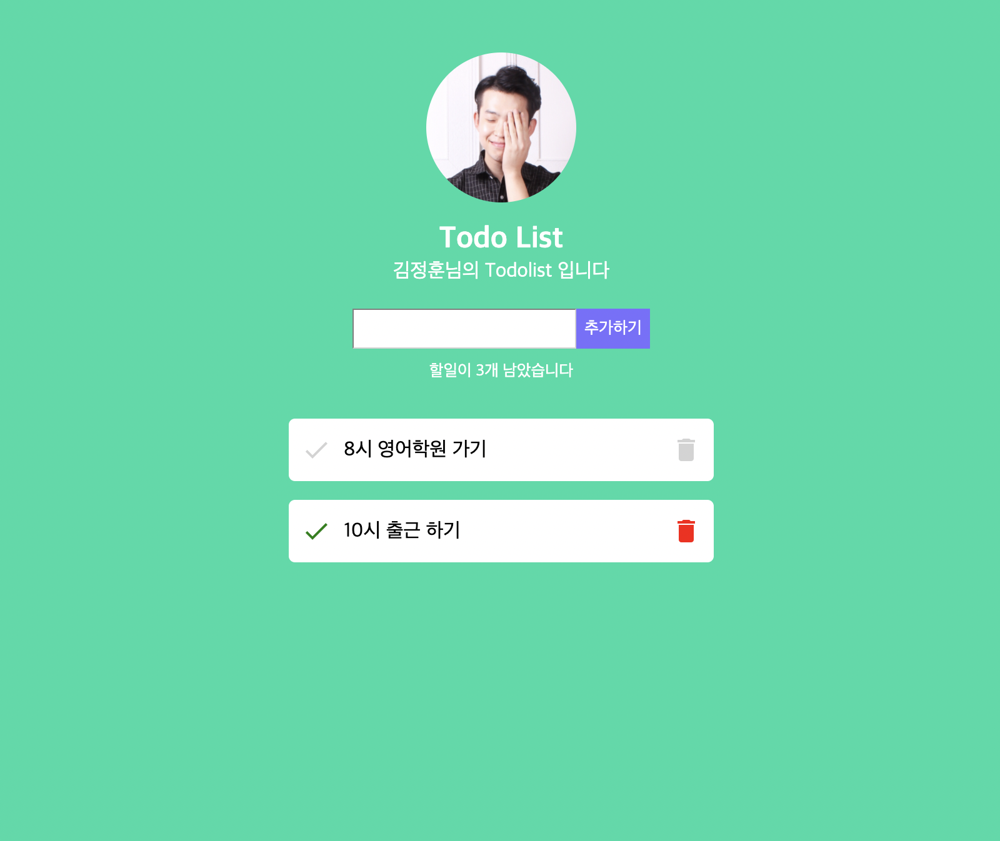 Todo List
김정훈님의 Todolist 입니다
추가하기
할일이 3개 남았습니다
8시 영어학원 가기
10시 출근 하기